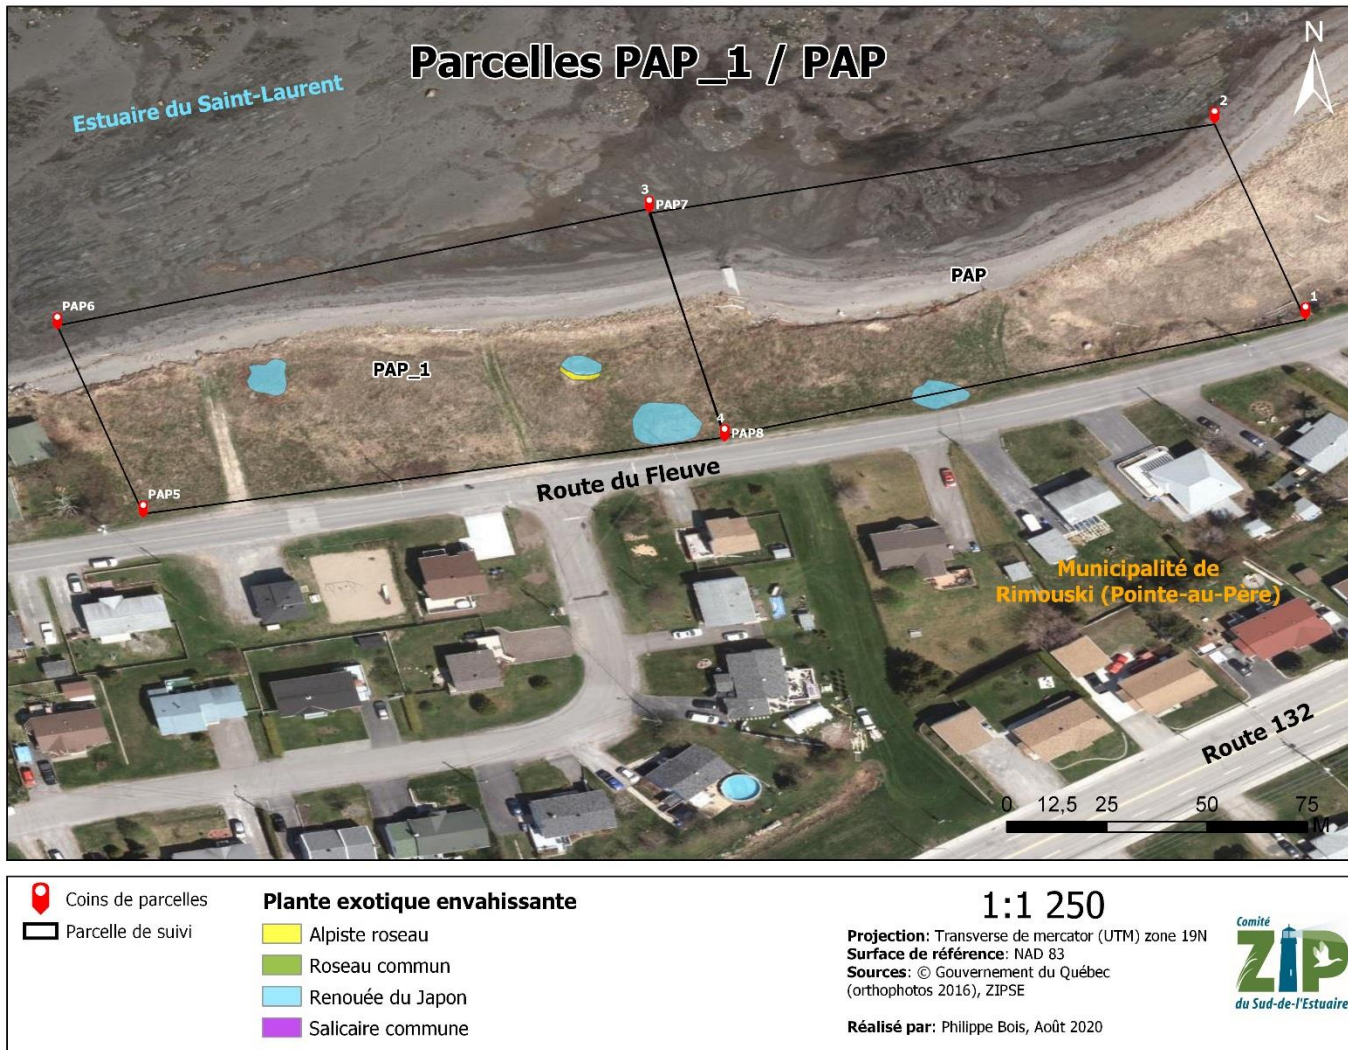 Parcelles PAP_1 / PAP
N
Estuaire du Saint-Laurent
2
3
PAP7
PAP
PAP6
1
PAP_1
4
PAP8
Route du Fleuve
PAP5
Municipalité de
Rimouski (Pointe-au-Père)
Route 132
0 12,5 25 50 75
M
Coins de parcelles
Parcelle de suivi
Plante exotique envahissante
Alpiste roseau
Roseau commun
Renouée du Japon
Salicaire commune
1:1 250
Projection: Transverse de mercator (UTM) zone 19N
Surface de référence: NAD 83
Sources: © Gouvernement du Québec
(orthophotos 2016), ZIPSE
Réalisé par: Philippe Bois, Août 2020
Comité
ZIP
du Sud-de-l'Estuaire